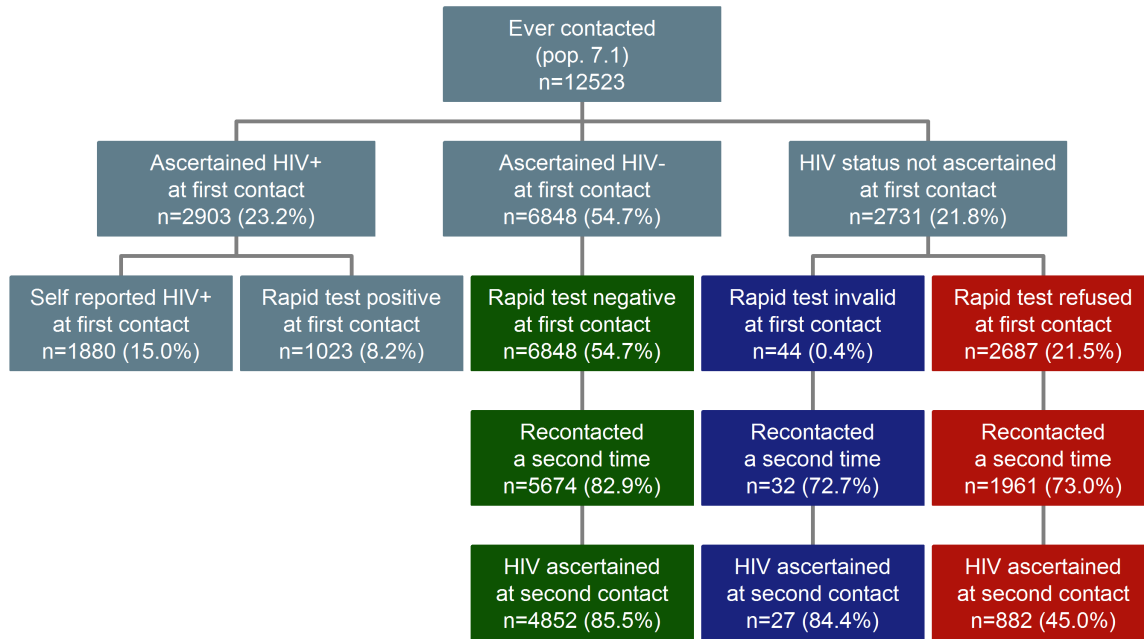 Ever contacted
(pop. 7.1)
n=12523
Ascertained HIV+
at first contact
n=2903 (23.2%)
Ascertained HIV-
at first contact
n=6848 (54.7%)
HIV status not ascertained
at first contact
n=2731 (21.8%)
Self reported HIV+
at first contact
n=1880 (15.0%)
Rapid test positive
at first contact
n=1023 (8.2%)
Rapid test negative
at first contact
n=6848 (54.7%)
Rapid test invalid
at first contact
n=44 (0.4%)
Rapid test refused
at first contact
n=2687 (21.5%)
Recontacted
a second time
n=5674 (82.9%)
Recontacted
a second time
n=32 (72.7%)
Recontacted
a second time
n=1961 (73.0%)
HIV ascertained
at second contact
n=4852 (85.5%)
HIV ascertained
at second contact
n=27 (84.4%)
HIV ascertained
at second contact
n=882 (45.0%)